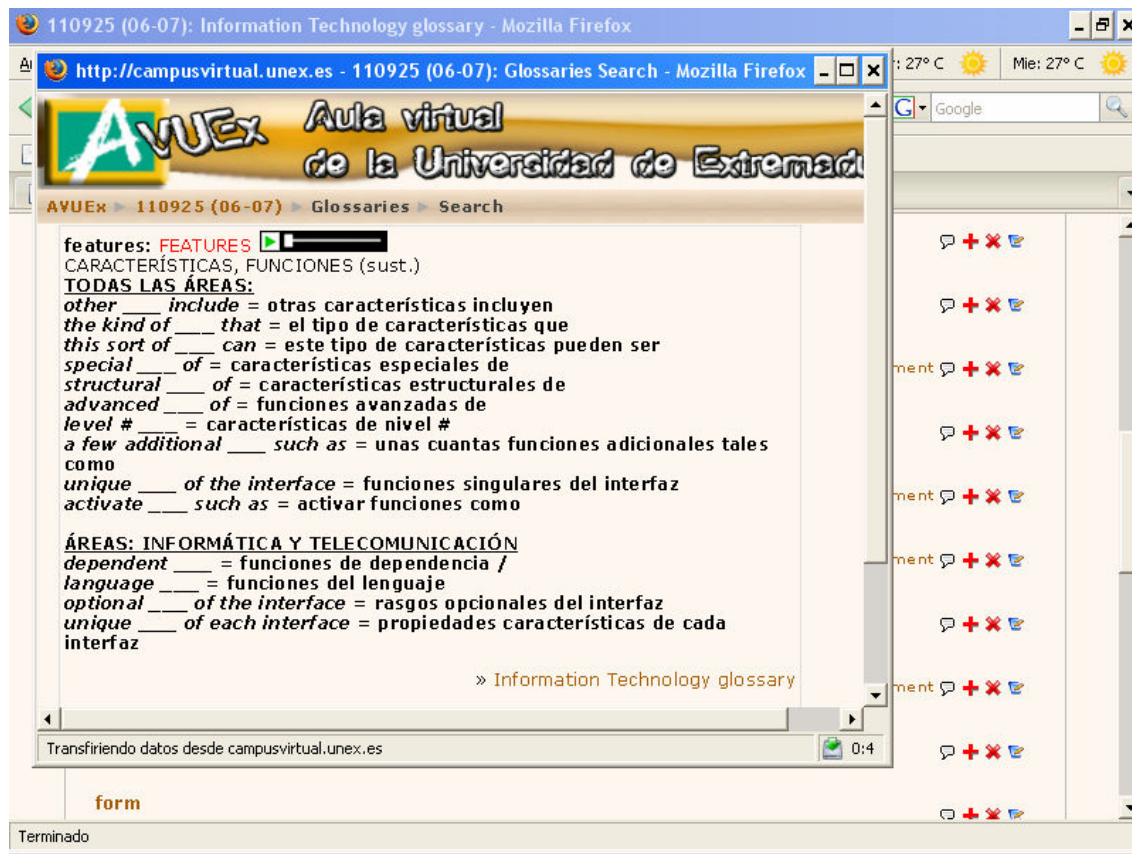 110925 (06-07): Information Technology glossary - Mozilla Firefox
http://campusvirtual.unex.es - 110925 (06-07): Glossaries Search - Mozilla Firefox
: 27º C Mie: 27º C
G Google
AVUEx Aula virtual
de la Universidad de Extremad
AVUEx ► 110925 (06-07) ► Glossaries ► Search
features: FEATURES
CARACTERÍSTICAS, FUNCIONES (sust.)
TODAS LAS ÁREAS:
other ___ include = otras características incluyen
the kind of ___ that = el tipo de características que
this sort of ___ can = este tipo de características pueden ser
special ___ of = características especiales de
structural ___ of = características estructurales de
advanced ___ of = funciones avanzadas de
level # ___ = características de nivel #
a few additional ___ such as = unas cuantas funciones adicionales tales
como
unique ___ of the interface = funciones singulares del interfaz
activate ___ such as = activar funciones como
ÁREAS: INFORMÁTICA Y TELECOMUNICACIÓN
dependent ___ = funciones de dependencia /
language ___ = funciones del lenguaje
optional ___ of the interface = rasgos opcionales del interfaz
unique ___ of each interface = propiedades características de cada
interfaz
» Information Technology glossary
Transfiriendo datos desde campusvirtual.unex.es 0:4
ment
ment
ment
ment
form
Terminado